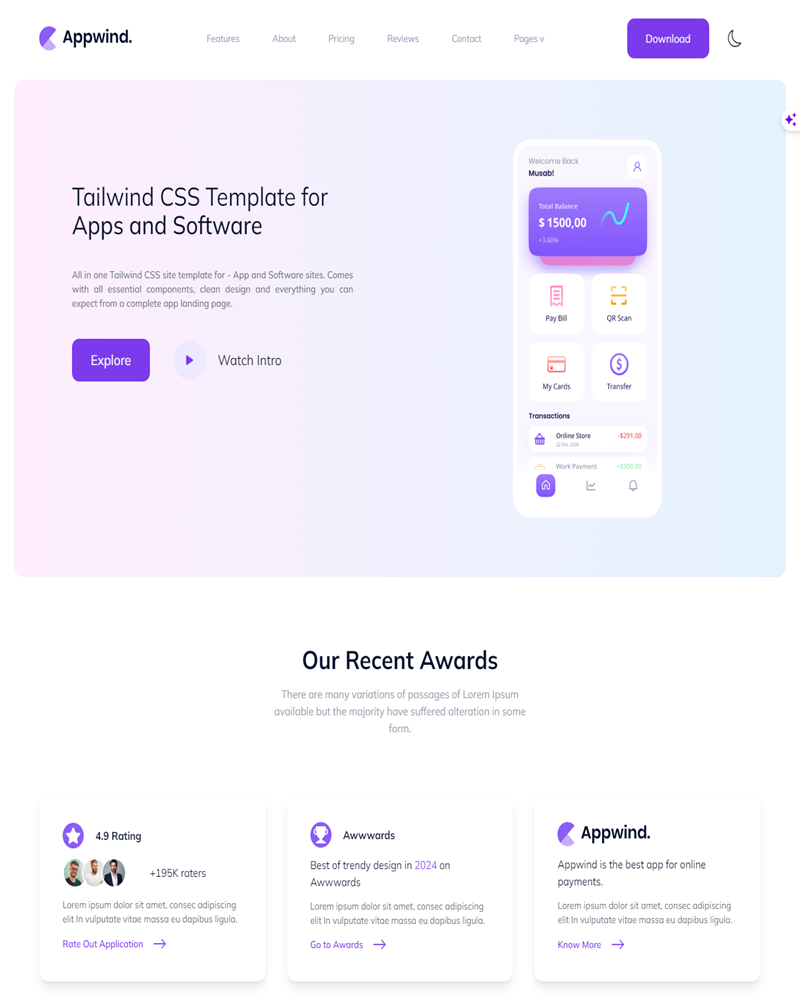 Appwind.
Features About Pricing Reviews Contact Pages v
Download
Tailwind CSS Template for
Apps and Software
All in one Tailwind CSS site template for - App and Software sites. Comes
with all essential components, clean design and everything you can
expect from a complete app landing page.
Explore
Watch Intro
Welcome Back
Musab!
Total Balance
$ 1500,00
+3.60%
Pay Bill
QR Scan
My Cards
Transfer
Transactions
Online Store
-$291.00
Work Payment
+$500.00
Our Recent Awards
There are many variations of passages of Lorem Ipsum
available but the majority have suffered alteration in some
form.
4.9 Rating
+195K raters
Lorem ipsum dolor sit amet, consec adipiscing
elit In vulputate vitae massa eu dapibus ligula.
Rate Out Application
Awwwards
Best of trendy design in 2024 on
Awwwards
Lorem ipsum dolor sit amet, consec adipiscing
elit In vulputate vitae massa eu dapibus ligula.
Go to Awards
Appwind.
Appwind is the best app for online
payments.
Lorem ipsum dolor sit amet, consec adipiscing
elit In vulputate vitae massa eu dapibus ligula.
Know More